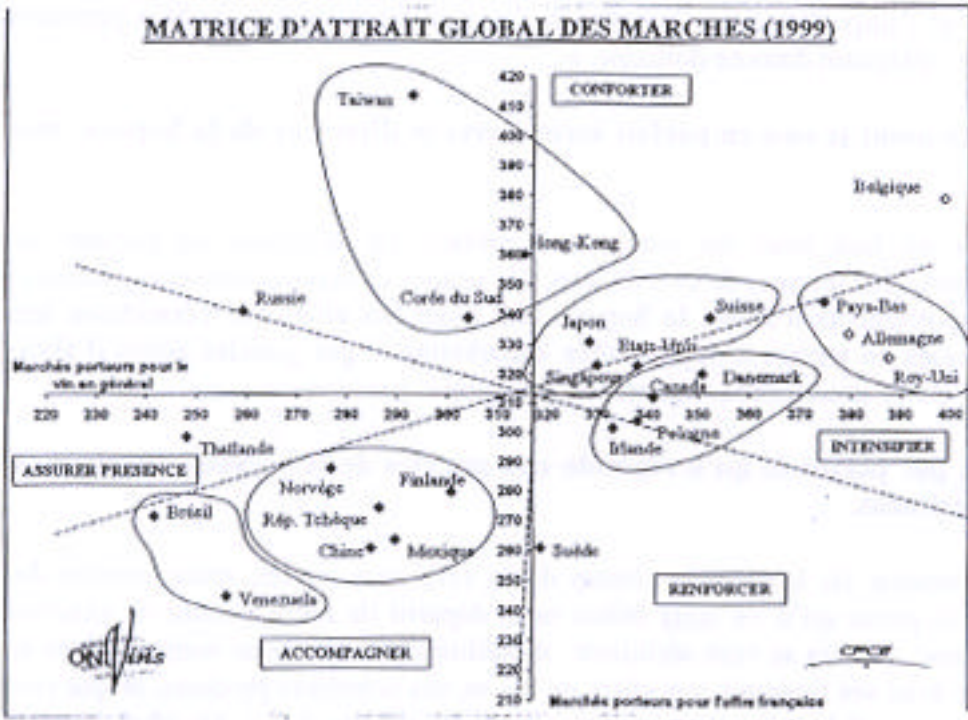 MATRICE D'ATTRAIT GLOBAL DES MARCHES (1999)
420
CONFORTER
Taiwan
410
400
390
380
Belgique
370
Hong-Kong
360
350
Russie
Corée du Sud
340
Suisse
Pays-Bas
Japon
330
Etats-Unis
Allemagne
Marchés porteurs pour le
vin en général
320
Singapour
Canada
Danemark
Roy-Uni
310
220 230 240 250 260 270 280 290 300 310 320 330 340 350 360 370 380 390 400
Thaïlande
300
Irlande
Pologne
INTENSIFIER
ASSURER PRESENCE
290
Norvège
Finlande
280
Brésil
Rép. Tchèque
270
Chine
Mexique
260
Suède
250
RENFORCER
Venezuela
240
230
ACCOMPAGNER
220
210
Marchés porteurs pour l'offre française